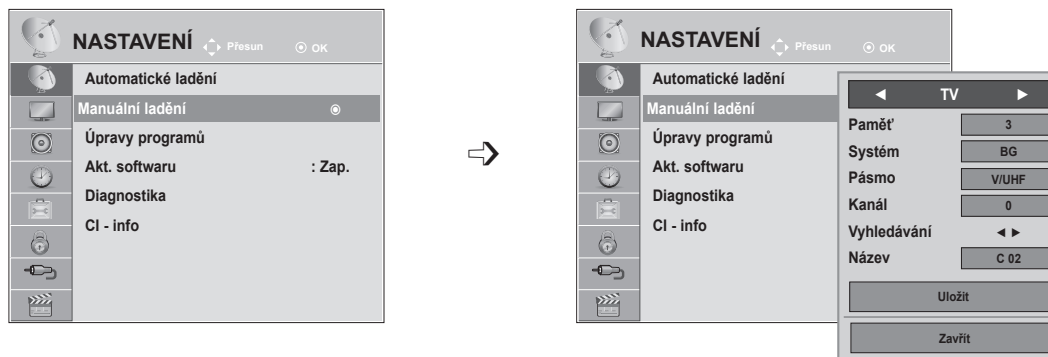 NASTAVENÍ Přesun OK
Automatické ladění
Manuální ladění
Úpravy programů
Akt. softwaru : Zap.
Diagnostika
CI - info
NASTAVENÍ Přesun OK
Automatické ladění
Manuální ladění
Úpravy programů
Akt. softwaru
Diagnostika
CI - info
◄ TV ►
Paměť 3
Systém BG
Pásmo V/UHF
Kanál 0
Vyhledávání ◄ ►
Název C 02
Uložit
Zavřít